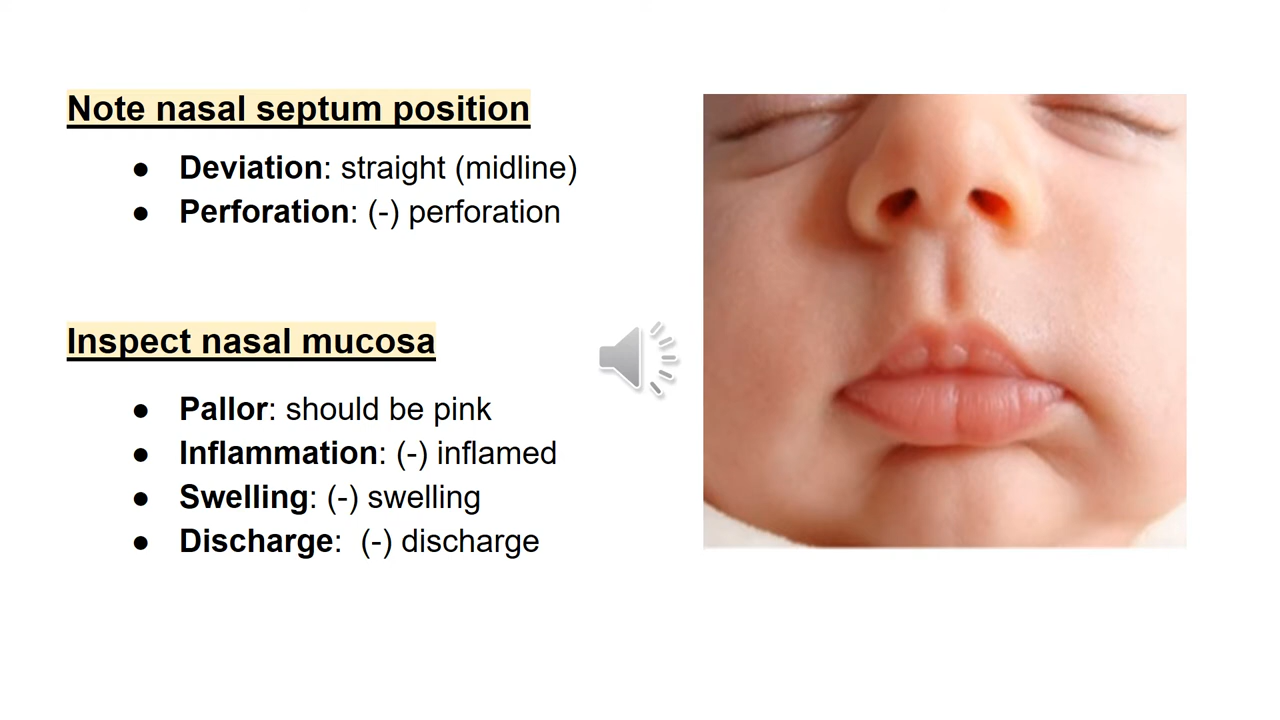 Note nasal septum position
● Deviation: straight (midline)
● Perforation: (-) perforation
Inspect nasal mucosa
● Pallor: should be pink
● Inflammation: (-) inflamed
● Swelling: (-) swelling
● Discharge:  (-) discharge